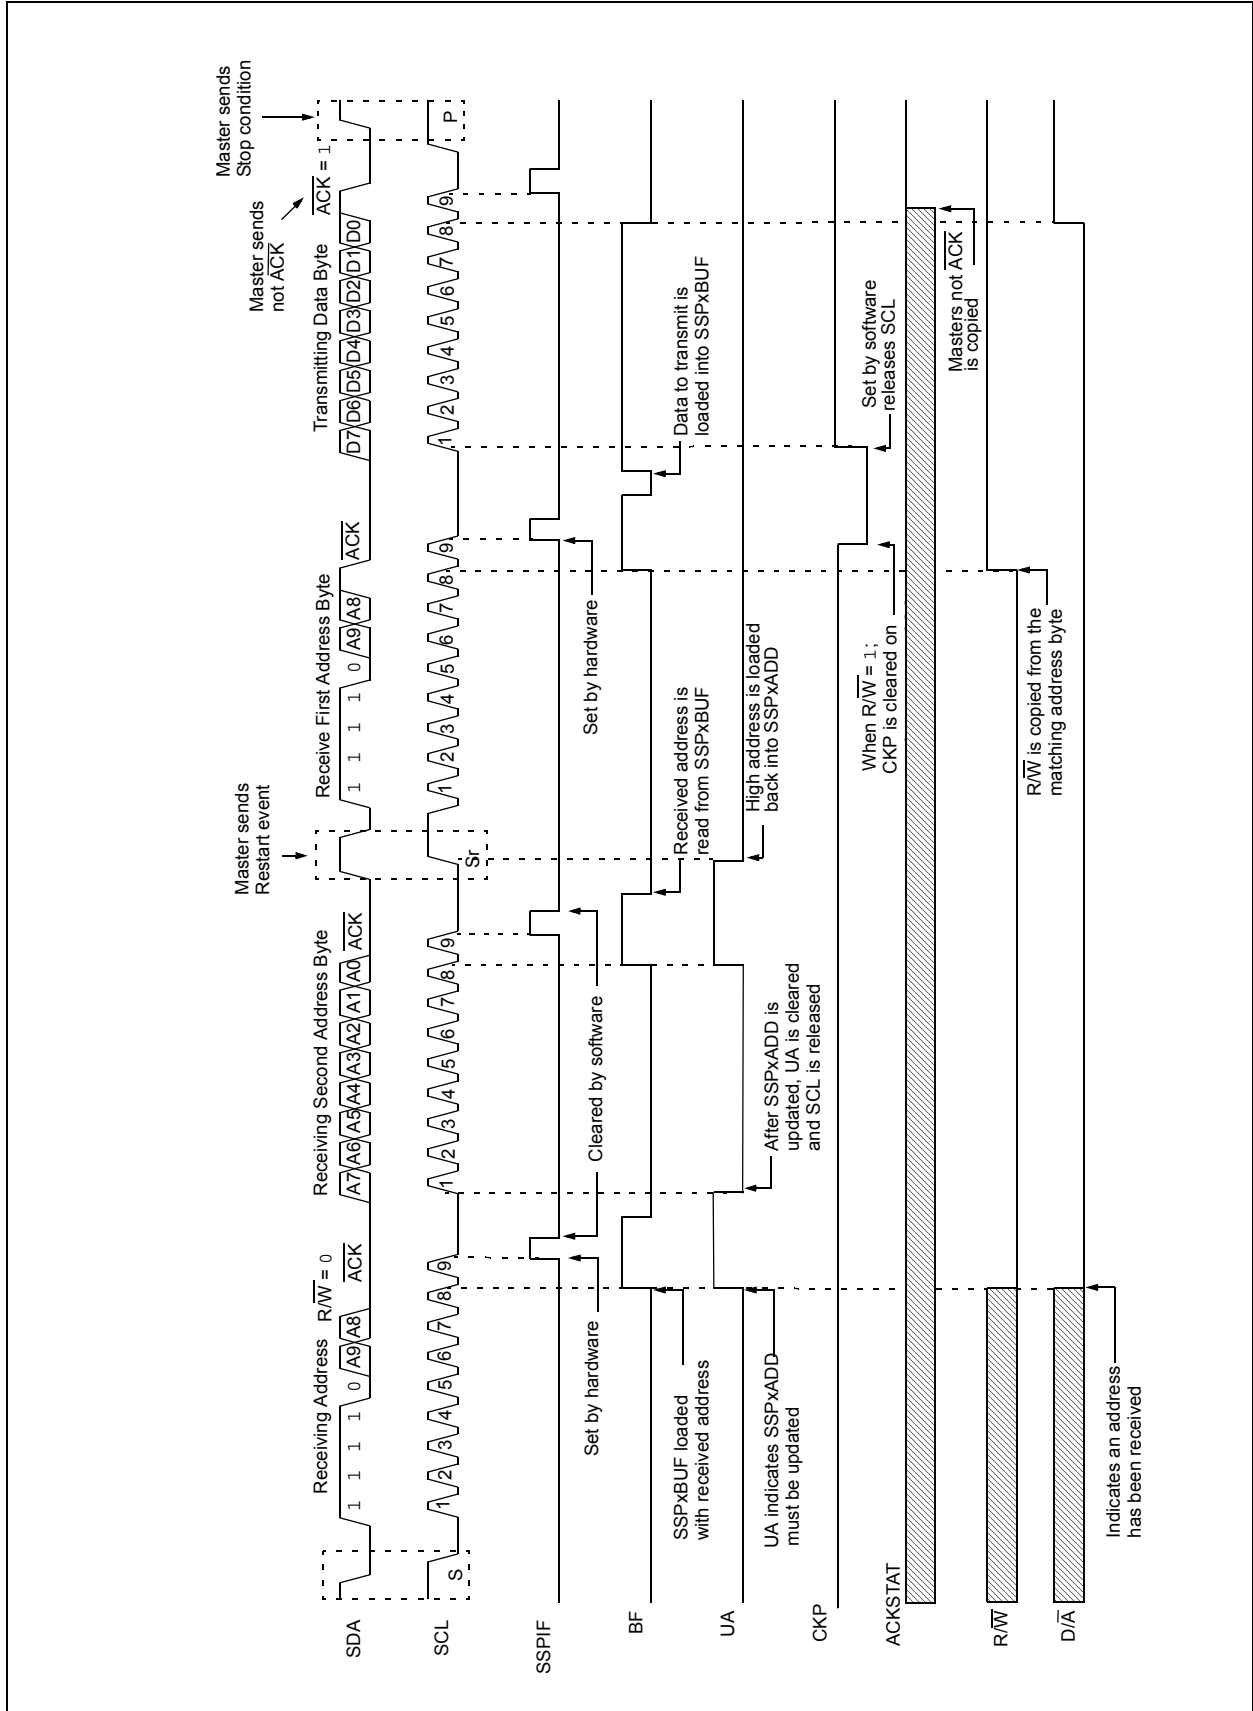 Master sends
Stop condition
Master sends
not A̅C̅K̅
Master sends
Restart event
Receiving Address
R/W̅ = 0
Receiving Second Address Byte
Receive First Address Byte
Transmitting Data Byte
A̅C̅K̅ = 1
SDA
1 1 1 1 0 A9 A8
A̅C̅K̅
A7 A6 A5 A4 A3 A2 A1 A0
A̅C̅K̅
1 1 1 1 0 A9 A8
A̅C̅K̅
D7 D6 D5 D4 D3 D2 D1 D0
SCL
S
1 2 3 4 5 6 7 8 9
1 2 3 4 5 6 7 8 9
Sr
1 2 3 4 5 6 7 8 9
1 2 3 4 5 6 7 8 9
P
SSPIF
Set by hardware
Cleared by software
Set by hardware
BF
SSPxBUF loaded
with received address
Received address is
read from SSPxBUF
Data to transmit is
loaded into SSPxBUF
UA
UA indicates SSPxADD
must be updated
After SSPxADD is
updated, UA is cleared
and SCL is released
High address is loaded
back into SSPxADD
CKP
When R/W̅ = 1;
CKP is cleared on
Set by software
releases SCL
ACKSTAT
Masters not A̅C̅K̅
is copied
R/W̅
R/W̅ is copied from the
matching address byte
D/A̅
Indicates an address
has been received